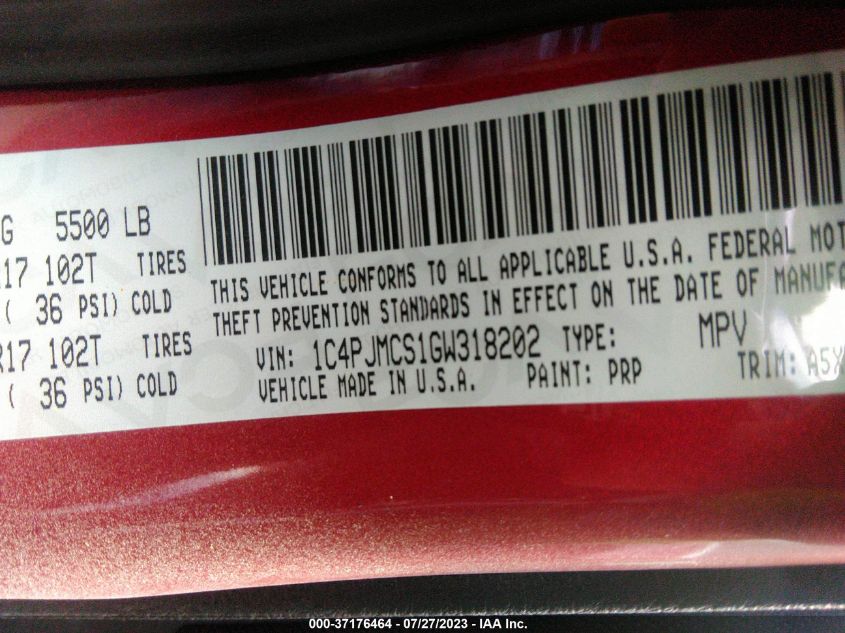 G 5500 LB
R17 102T TIRES
( 36 PSI) COLD
R17 102T TIRES
( 36 PSI) COLD
THIS VEHICLE CONFORMS TO ALL APPLICABLE U.S.A. FEDERAL MOT
THEFT PREVENTION STANDARDS IN EFFECT ON THE DATE OF MANUFA
VIN: 1C4PJMCS1GW318202 TYPE: MPV
VEHICLE MADE IN U.S.A. PAINT: PRP TRIM: A5X
000-37176464 / 07/27/2023 - IAA Inc.